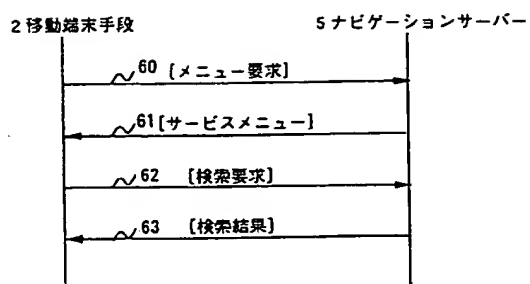 2 移動端末手段 5 ナビゲーションサーバー
60 [メニュー要求]
61 [サービスメニュー]
62 [検索要求]
63 [検索結果]